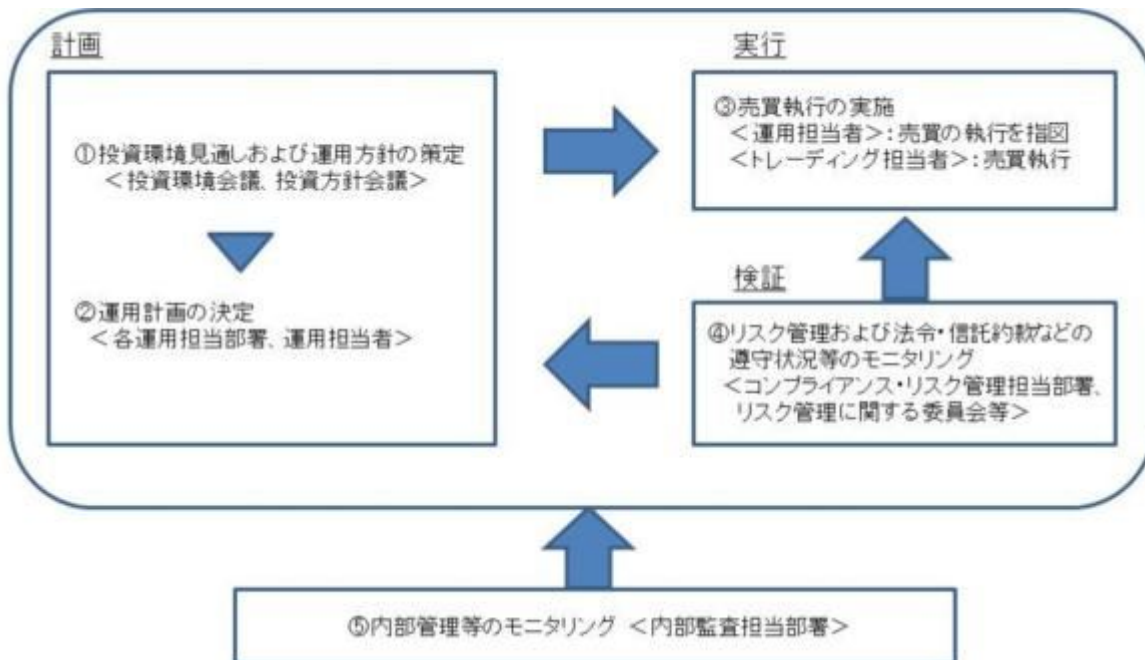 計画
①投資環境見通しおよび運用方針の策定
＜投資環境会議、投資方針会議＞
②運用計画の決定
＜各運用担当部署、運用担当者＞
実行
③売買執行の実施
＜運用担当者＞：売買の執行を指図
＜トレーディング担当者＞：売買執行
検証
④リスク管理および法令・信託約款などの
遵守状況等のモニタリング
＜コンプライアンス・リスク管理担当部署、
リスク管理に関する委員会等＞
⑤内部管理等のモニタリング ＜内部監査担当部署＞